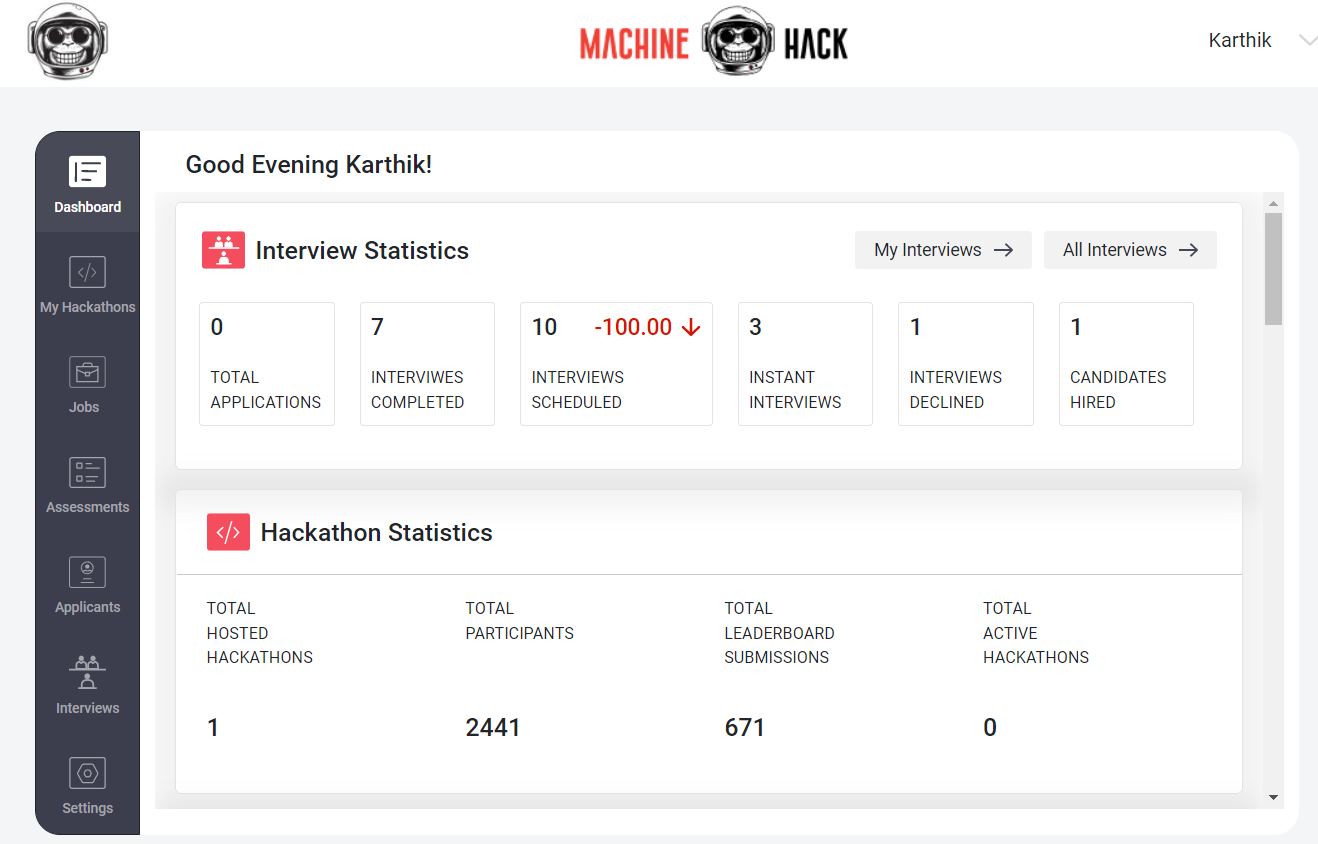 MACHINE HACK
Karthik
Good Evening Karthik!
Dashboard
My Hackathons
Jobs
Assessments
Applicants
Interviews
Settings
Interview Statistics
My Interviews →
All Interviews →
0
TOTAL
APPLICATIONS
7
INTERVIWES
COMPLETED
10 -100.00 ↓
INTERVIEWS
SCHEDULED
3
INSTANT
INTERVIEWS
1
INTERVIEWS
DECLINED
1
CANDIDATES
HIRED
</> Hackathon Statistics
TOTAL
HOSTED
HACKATHONS
1
TOTAL
PARTICIPANTS
2441
TOTAL
LEADERBOARD
SUBMISSIONS
671
TOTAL
ACTIVE
HACKATHONS
0